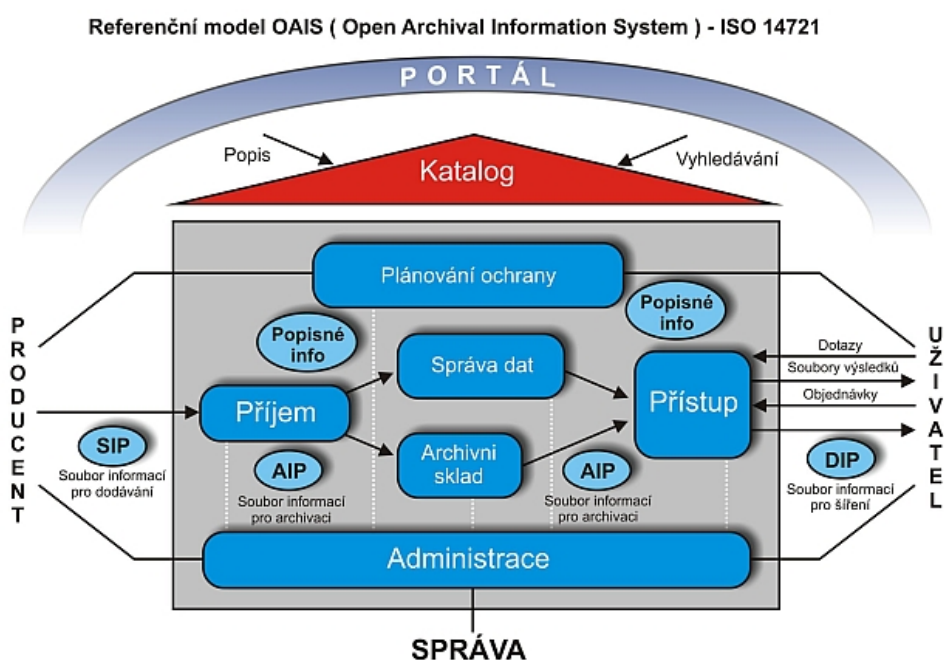 Referenční model OAIS ( Open Archival Information System ) - ISO 14721
PORTÁL
Popis
Vyhledávání
Katalog
Plánování ochrany
Popisné
info
Popisné
info
PRODUCENT
UŽIVATEL
Správa dat
Dotazy
Soubory výsledků
Objednávky
Příjem
Přístup
SIP
Soubor informací
pro dodávání
AIP
Soubor informací
pro archivaci
Archivni
sklad
AIP
Soubor informací
pro archivaci
DIP
Soubor informací
pro šíření
Administrace
SPRÁVA